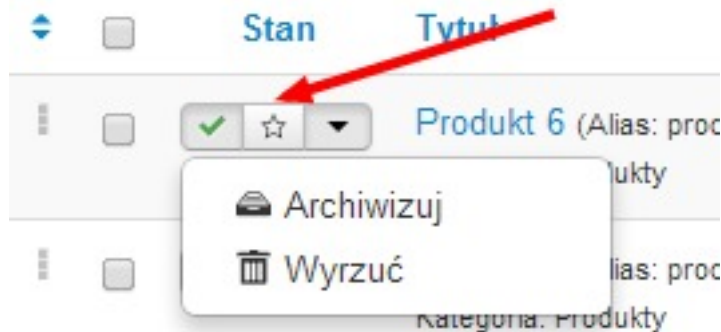 Stan Tytuł
Produkt 6 (Alias: proc
ukty
Archiwizuj
Wyrzuć
lias: proc
Kategoria: Produkty